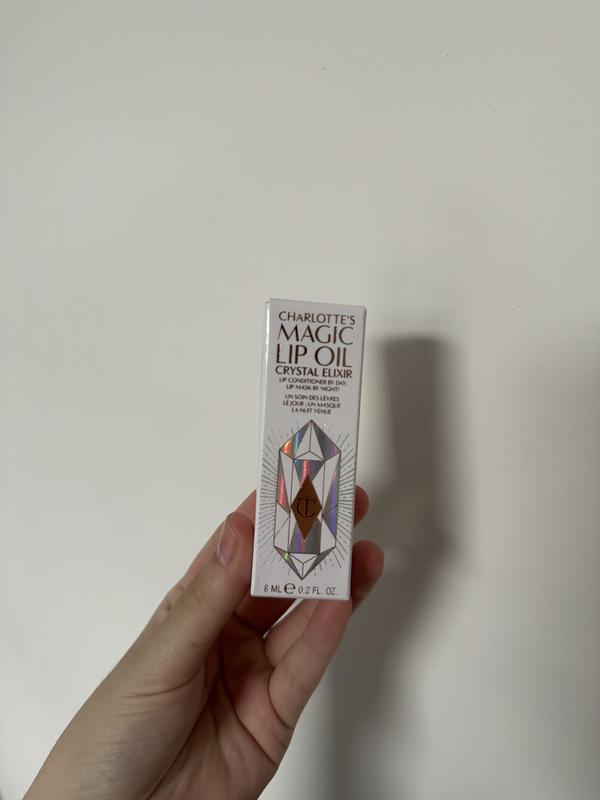 CHARLOTTE'S
MAGIC
LIP OIL
CRYSTAL ELIXIR
LIP CONDITIONER BY DAY:
LIP MASK BY NIGHT!
UN SOIN DES LÈVRES
LE JOUR : UN MASQUE
LA NUIT VENUE
CT
6 ML ℮ 0.2 FL. OZ.